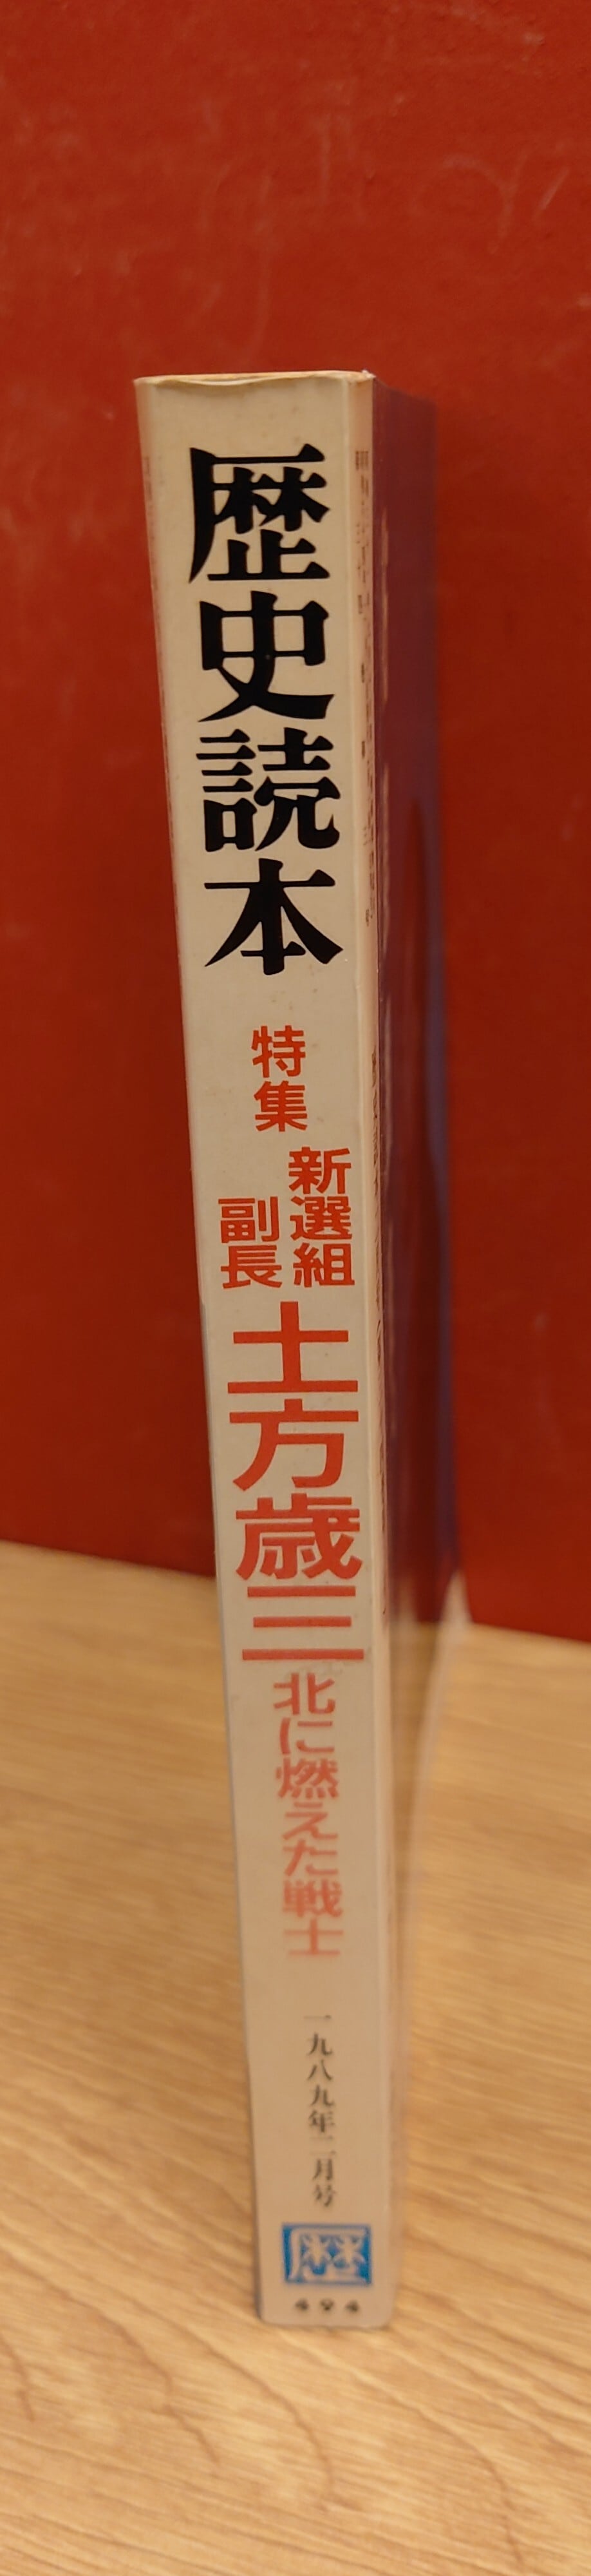 歴史読本
特集
新選組
副長
土方歳三
北に燃えた戦士
一九八九年二月号
歴